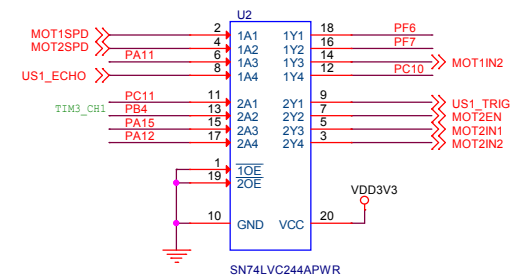 U2
MOT1SPD 2 1A1 1Y1 18 PF6
MOT2SPD 4 1A2 1Y2 16 PF7
PA11 6 1A3 1Y3 14 MOT1IN2
US1_ECHO 8 1A4 1Y4 12 PC10
PC11 11 2A1 2Y1 9 US1_TRIG
TIM3_CH1 PB4 13 2A2 2Y2 7 MOT2EN
PA15 15 2A3 2Y3 5 MOT2IN1
PA12 17 2A4 2Y4 3 MOT2IN2
1 1OE
19 2OE
VDD3V3
10 GND VCC 20
SN74LVC244APWR